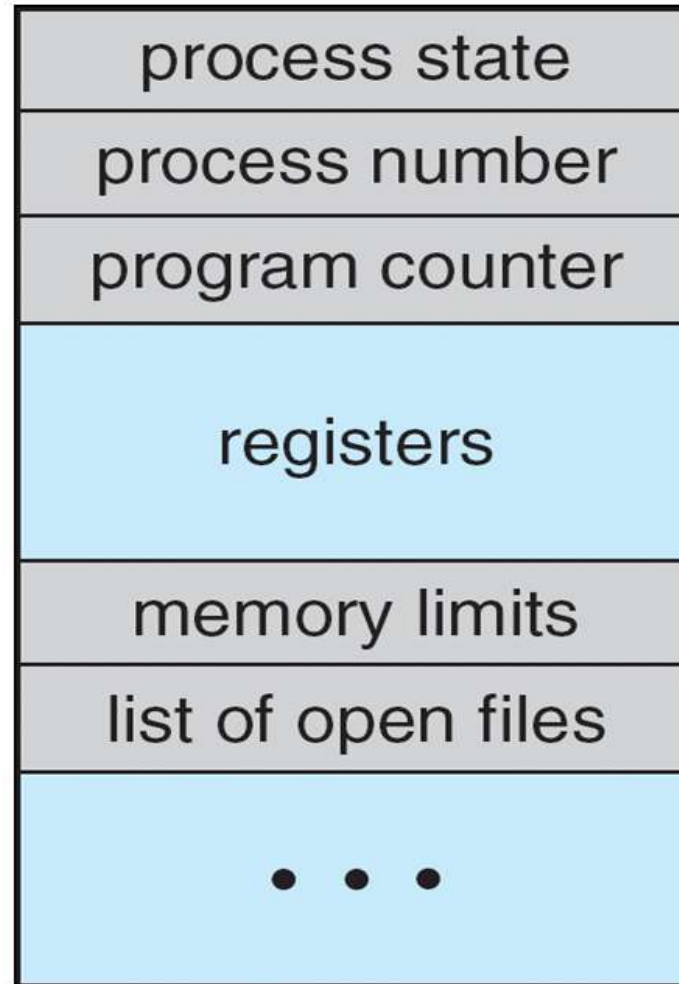 process state
process number
program counter
registers
memory limits
list of open files
• • •